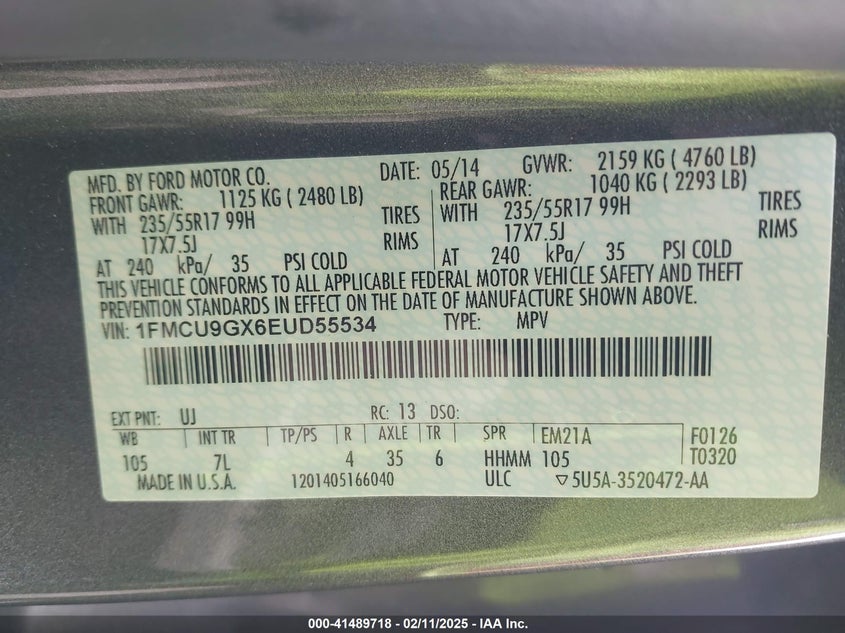 MFD. BY FORD MOTOR CO. DATE: 05/14 GVWR: 2159 KG ( 4760 LB)
FRONT GAWR: 1125 KG ( 2480 LB) REAR GAWR: 1040 KG ( 2293 LB)
WITH 235/55R17 99H TIRES WITH 235/55R17 99H TIRES
17X7.5J RIMS 17X7.5J RIMS
AT 240 kPa/ 35 PSI COLD AT 240 kPa/ 35 PSI COLD
THIS VEHICLE CONFORMS TO ALL APPLICABLE FEDERAL MOTOR VEHICLE SAFETY AND THEFT
PREVENTION STANDARDS IN EFFECT ON THE DATE OF MANUFACTURE SHOWN ABOVE.
VIN: 1FMCU9GX6EUD55534 TYPE: MPV
EXT PNT: UJ RC: 13 DSO:
WB INT TR TP/PS R AXLE TR SPR EM21A F0126
105 7L 4 35 6 HHMM 105 T0320
MADE IN U.S.A. 1201405166040 ULC ▽5U5A-3520472-AA
000-41489718 - 02/11/2025 - IAA Inc.